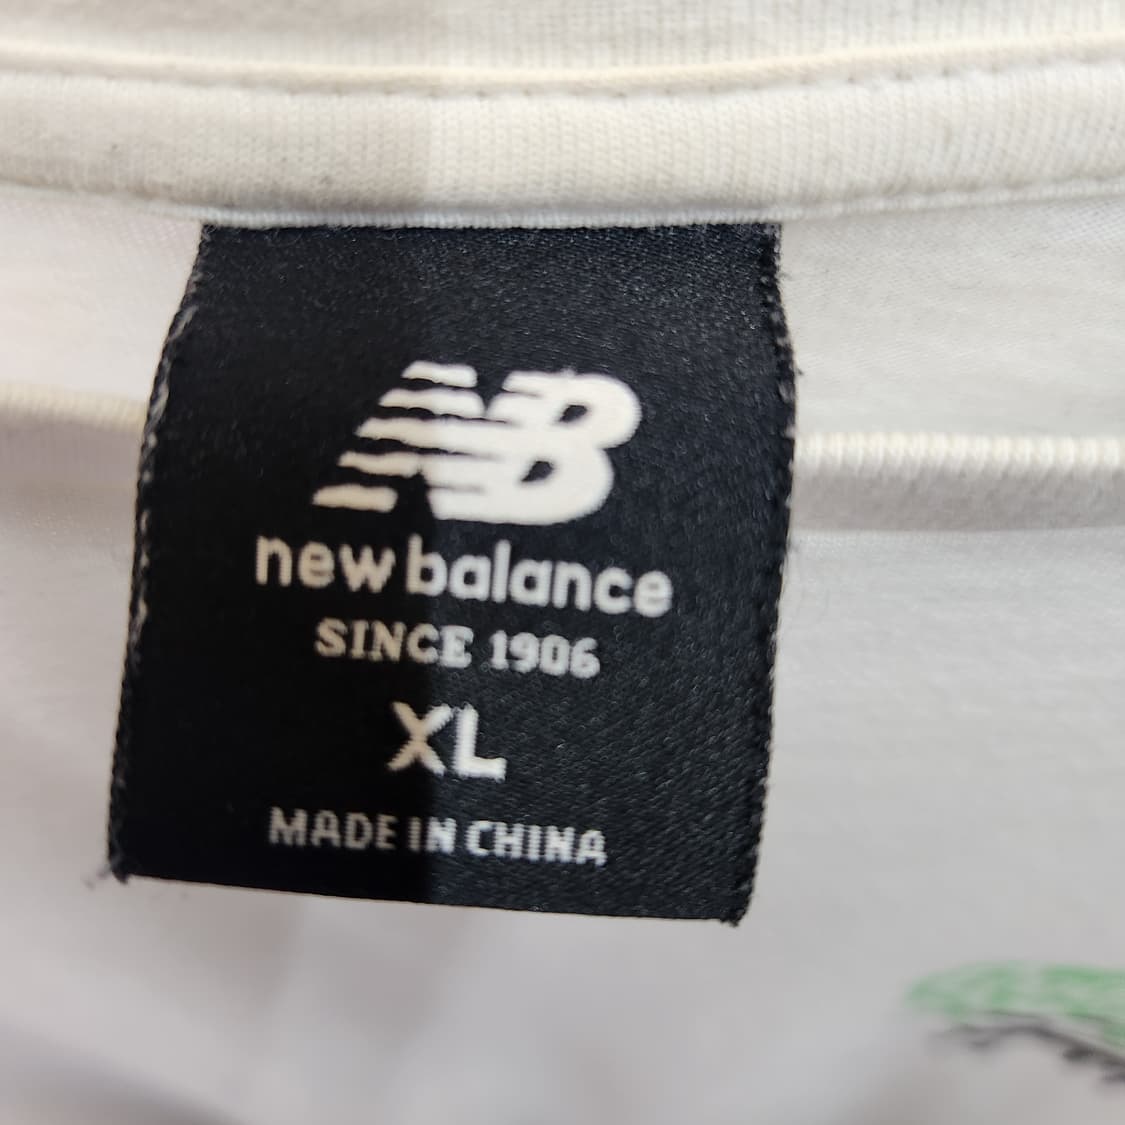 NB
new balance
SINCE 1906
XL
MADE IN CHINA